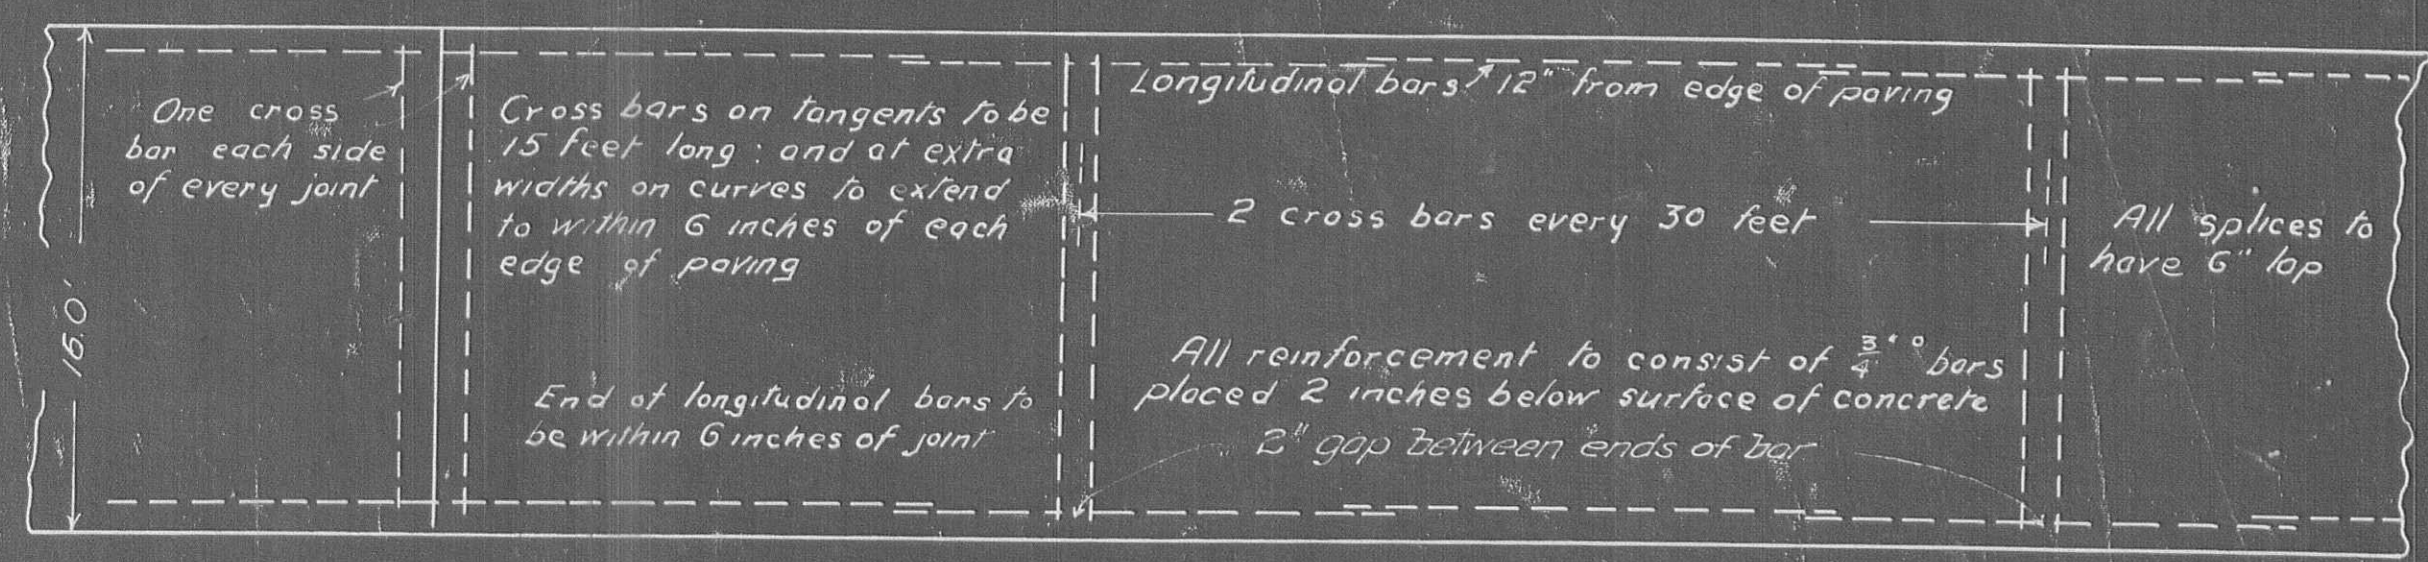 16.0'
One cross
bar each side
of every joint
Cross bars on tangents to be
15 feet long: and at extra
widths on curves to extend
to within 6 inches of each
edge of paving
End of longitudinal bars to
be within 6 inches of joint
Longitudinal bars 12" from edge of paving
2 cross bars every 30 feet
All reinforcement to consist of 3/4"° bars
placed 2 inches below surface of concrete
2" gap between ends of bar
All splices to
have 6" lap